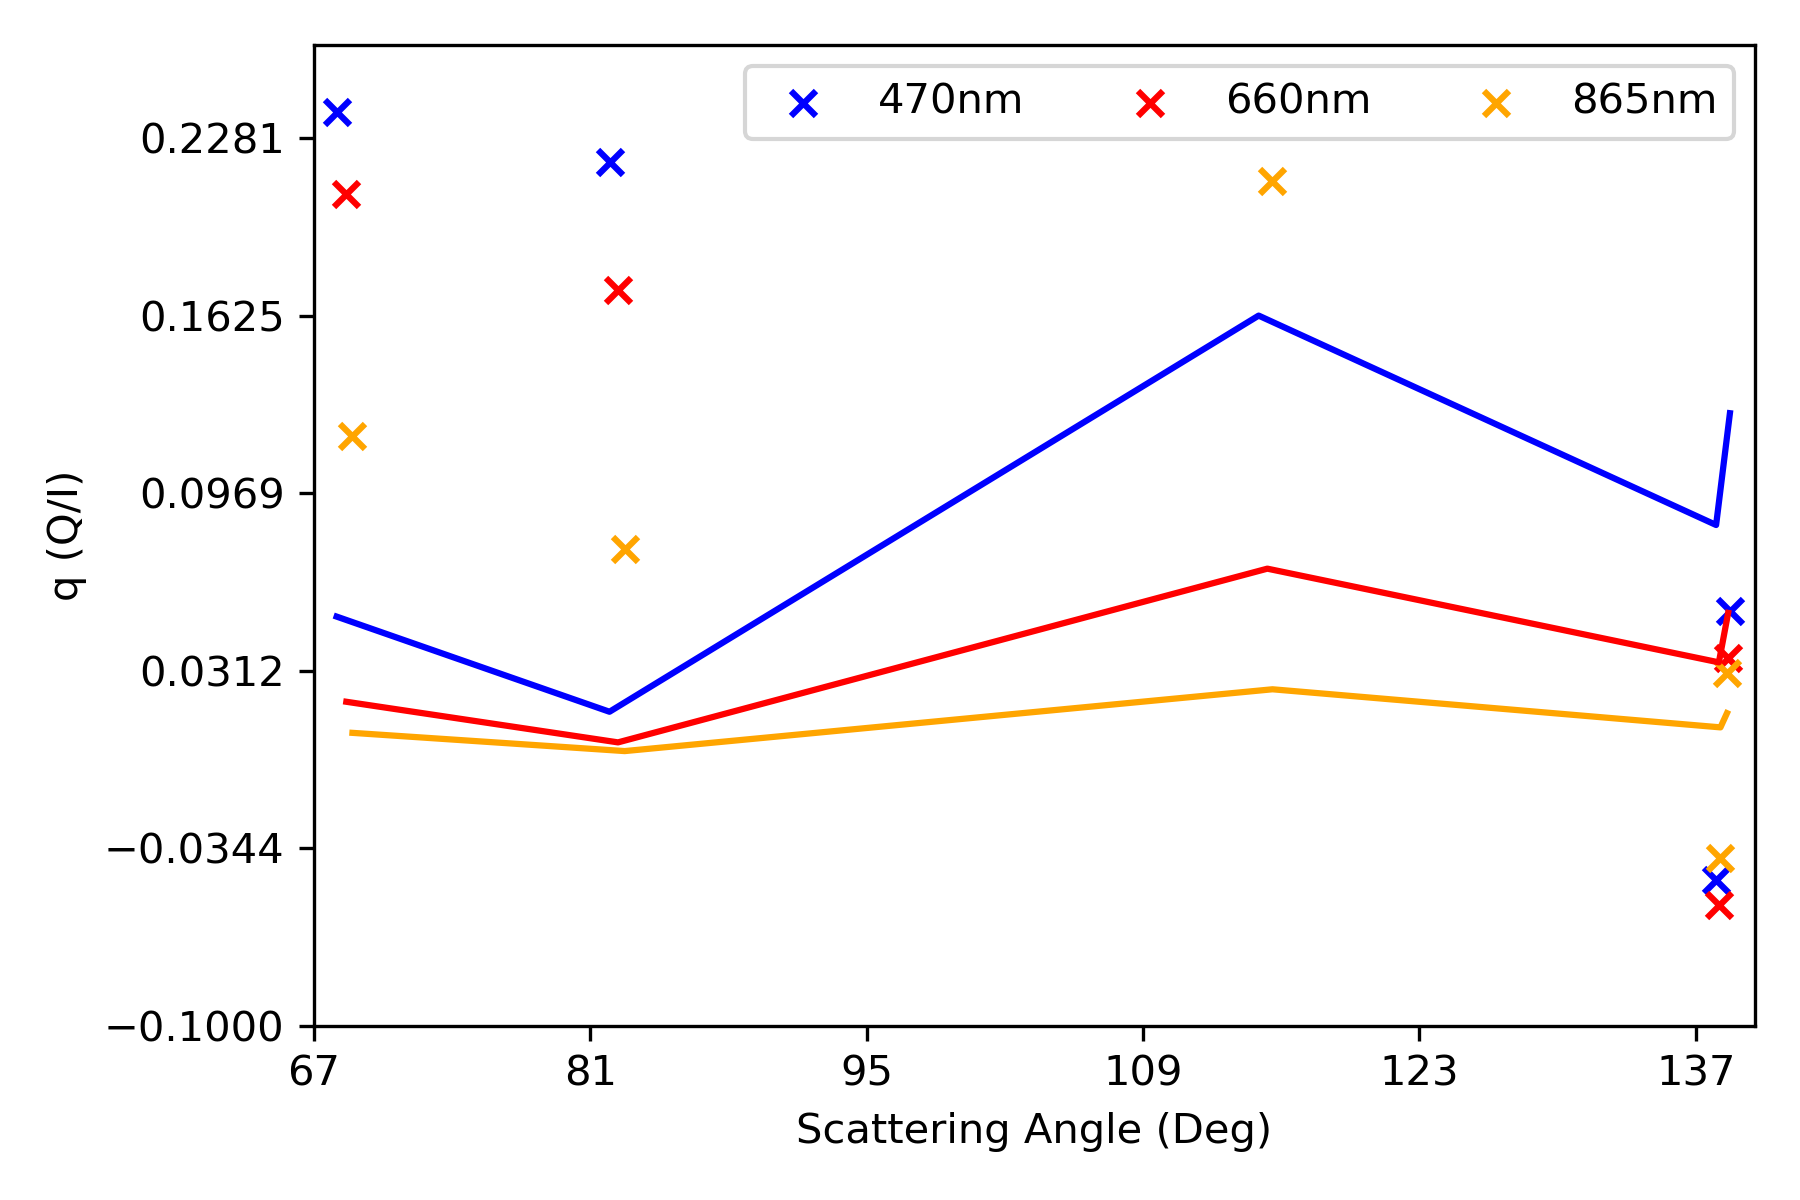 470nm 660nm 865nm
0.2281
0.1625
0.0969
0.0312
−0.0344
−0.1000
q (Q/I)
67 81 95 109 123 137
Scattering Angle (Deg)